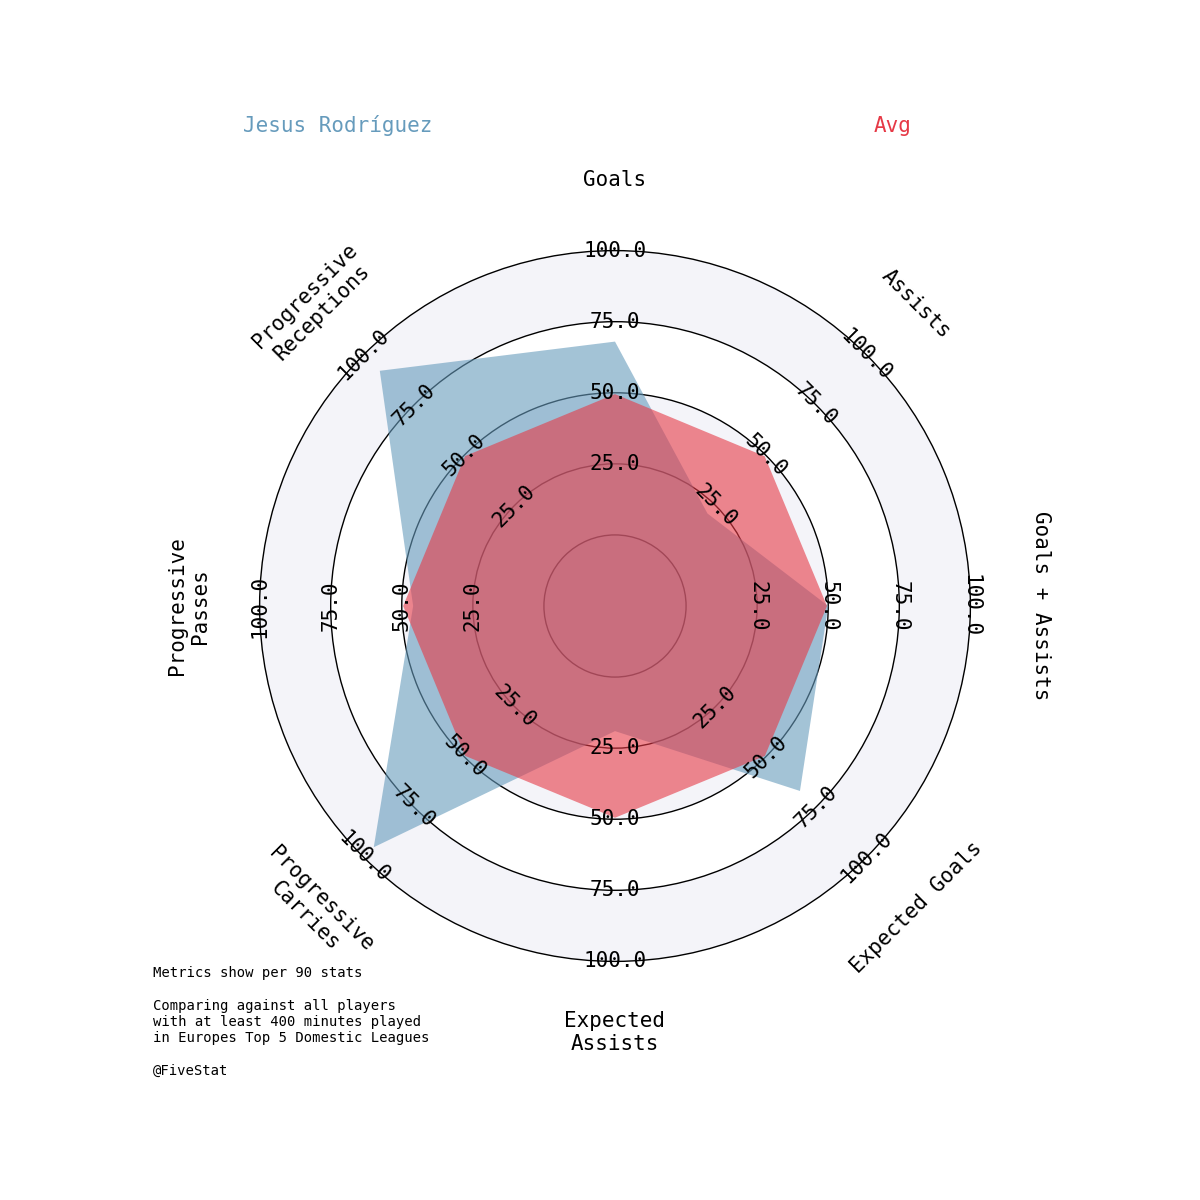 Jesus Rodríguez
Avg
Goals
Assists
Goals + Assists
Expected Goals
Expected
Assists
Progressive
Carries
Progressive
Passes
Progressive
Receptions
25.0
50.0
75.0
100.0
25.0
50.0
75.0
100.0
25.0
50.0
75.0
100.0
25.0
50.0
75.0
100.0
25.0
50.0
75.0
100.0
25.0
50.0
75.0
100.0
25.0
50.0
75.0
100.0
25.0
50.0
75.0
100.0
Metrics show per 90 stats
Comparing against all players
with at least 400 minutes played
in Europes Top 5 Domestic Leagues
@FiveStat